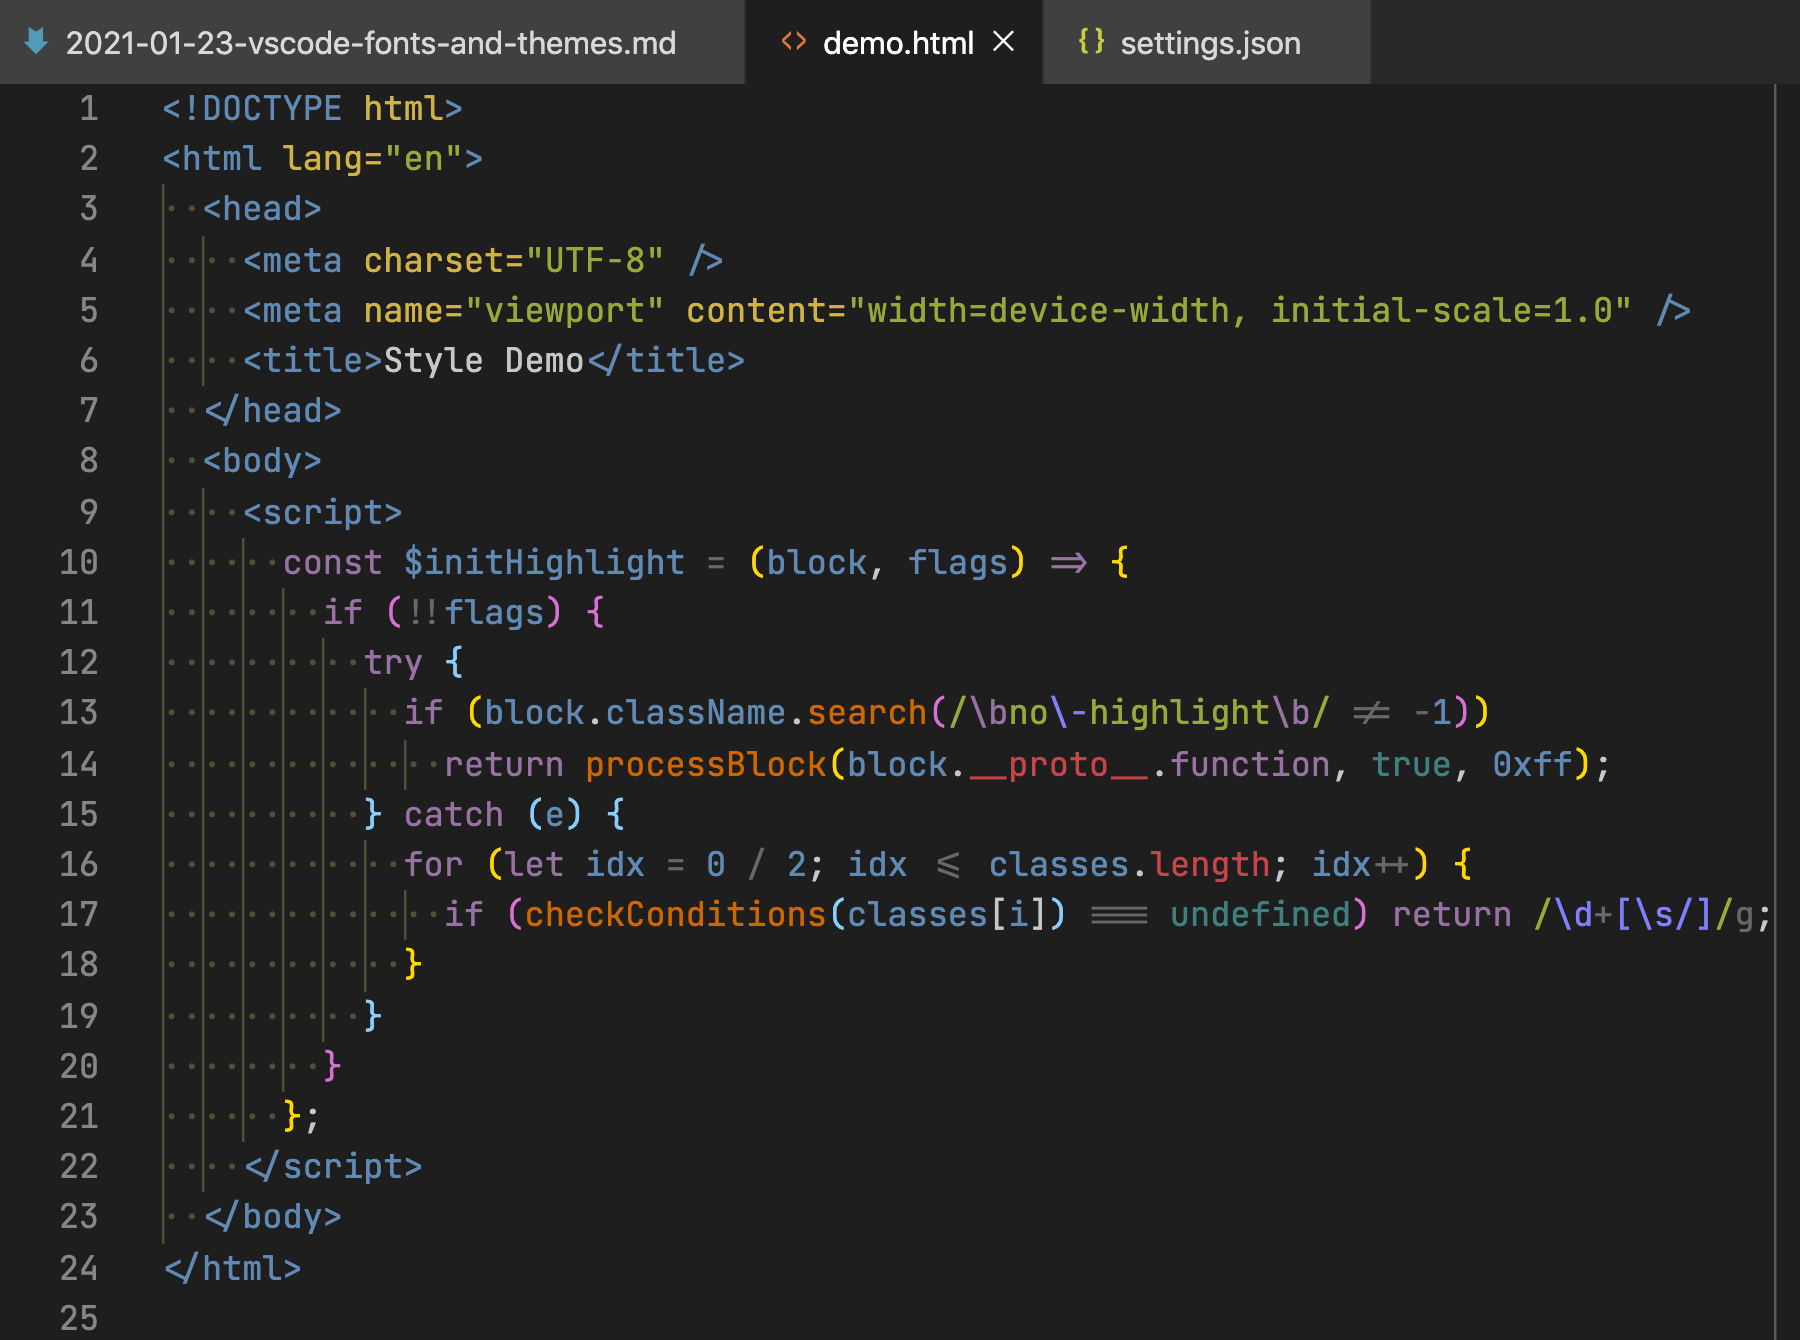 2021-01-23-vscode-fonts-and-themes.md demo.html settings.json
1 <!DOCTYPE html>
2 <html lang="en">
3   <head>
4     <meta charset="UTF-8" />
5     <meta name="viewport" content="width=device-width, initial-scale=1.0" />
6     <title>Style Demo</title>
7   </head>
8   <body>
9     <script>
10       const $initHighlight = (block, flags) => {
11         if (!!flags) {
12           try {
13             if (block.className.search(/\bno\-highlight\b/ != -1))
14               return processBlock(block.__proto__.function, true, 0xff);
15           } catch (e) {
16             for (let idx = 0 / 2; idx <= classes.length; idx++) {
17               if (checkConditions(classes[i]) === undefined) return /\d+[\s/]/g;
18             }
19           }
20         }
21       };
22     </script>
23   </body>
24 </html>
25